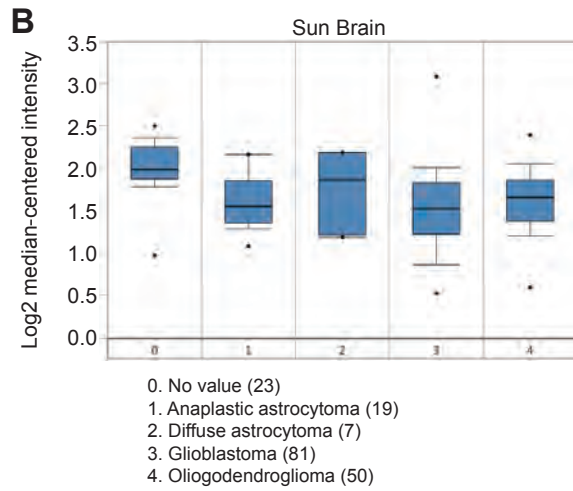 B
Sun Brain
Log2 median-centered intensity
3.5
3.0
2.5
2.0
1.5
1.0
0.5
0.0
0 1 2 3 4
0. No value (23)
1. Anaplastic astrocytoma (19)
2. Diffuse astrocytoma (7)
3. Glioblastoma (81)
4. Oliogodendroglioma (50)